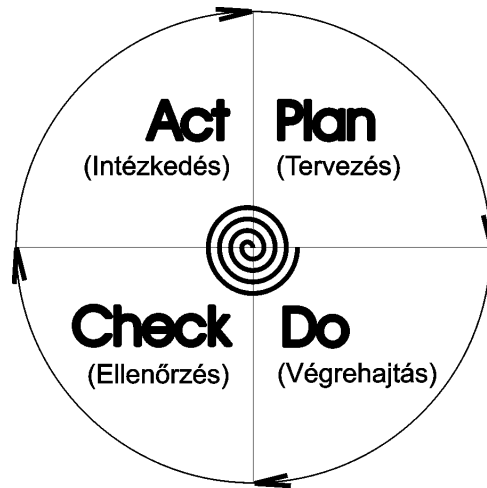 Act
(Intézkedés)
Plan
(Tervezés)
Check
(Ellenőrzés)
Do
(Végrehajtás)